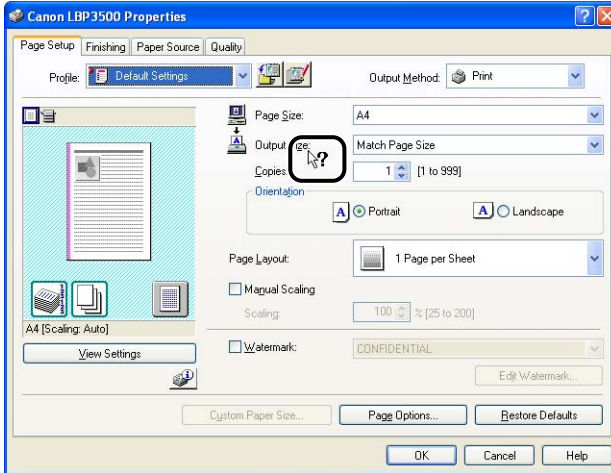 Canon LBP3500 Properties
Page Setup Finishing Paper Source Quality
Profile: Default Settings Output Method: Print
Page Size: A4
Output Match Page Size
Copies: 1 [1 to 999]
Orientation
A Portrait A Landscape
Page Layout: 1 Page per Sheet
Manual Scaling
Scaling: 100 % [25 to 200]
A4 [Scaling: Auto]
View Settings
Watermark: CONFIDENTIAL
Edit Watermark...
Custom Paper Size... Page Options... Restore Defaults
OK Cancel Help